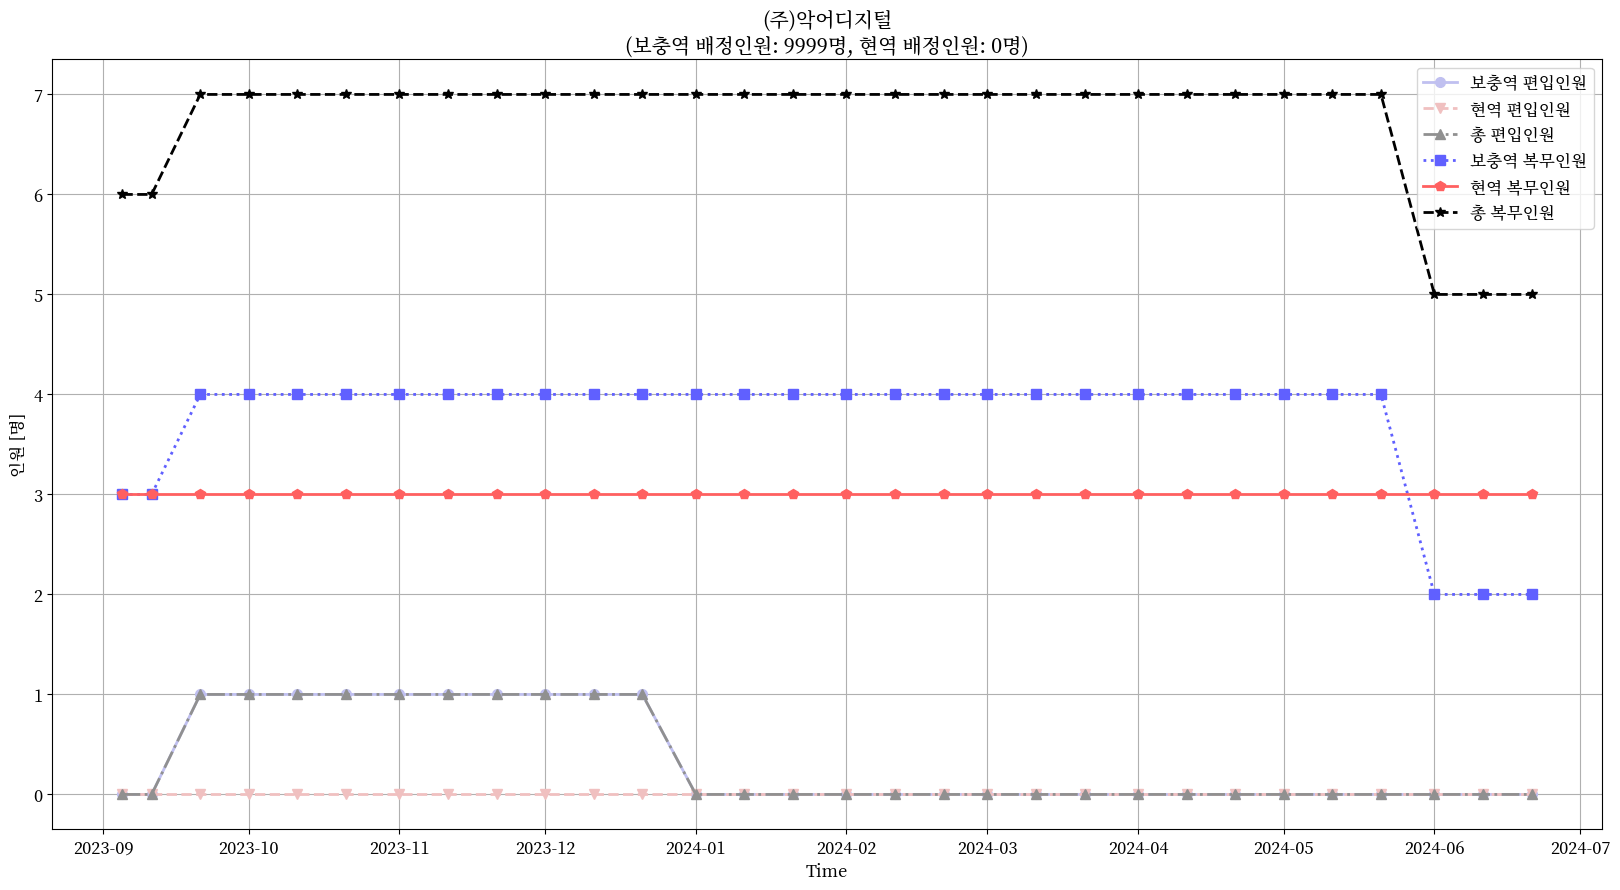 (주)악어디지털
(보충역 배정인원: 9999명, 현역 배정인원: 0명)
보충역 편입인원
현역 편입인원
총 편입인원
보충역 복무인원
현역 복무인원
총 복무인원
인원 [명]
7
6
5
4
3
2
1
0
2023-09 2023-10 2023-11 2023-12 2024-01 2024-02 2024-03 2024-04 2024-05 2024-06 2024-07
Time